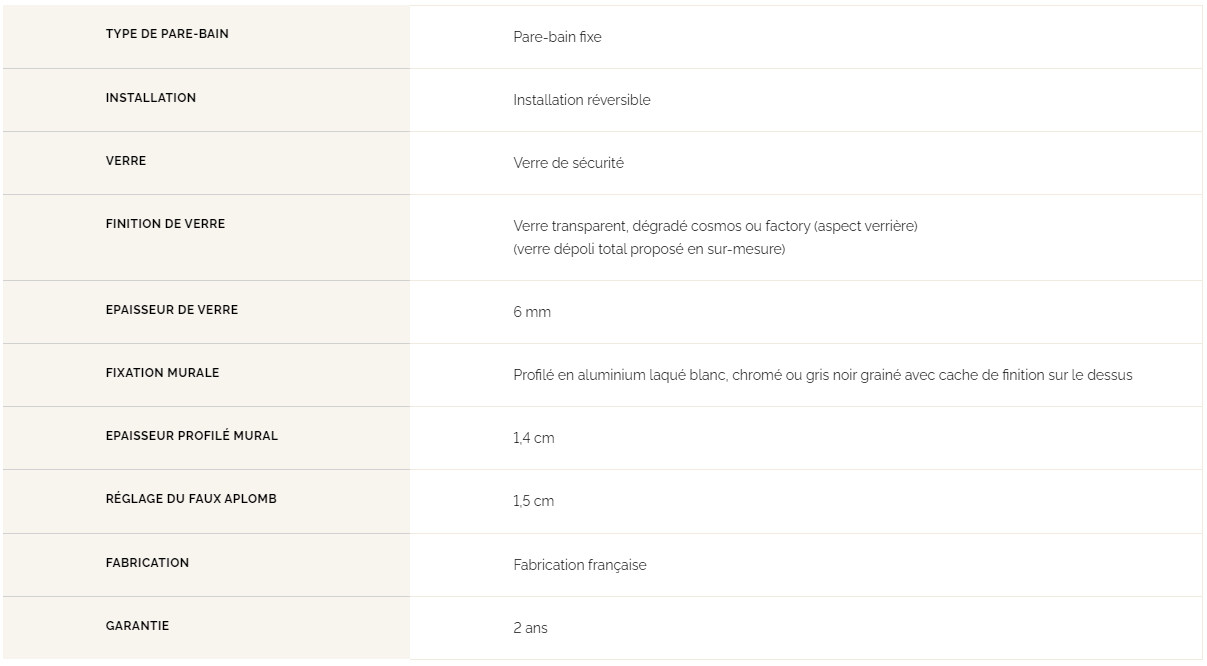 TYPE DE PARE-BAIN
Pare-bain fixe
INSTALLATION
Installation réversible
VERRE
Verre de sécurité
FINITION DE VERRE
Verre transparent, dégradé cosmos ou factory (aspect verrière)
(verre dépoli total proposé en sur-mesure)
EPAISSEUR DE VERRE
6 mm
FIXATION MURALE
Profilé en aluminium laqué blanc, chromé ou gris noir grainé avec cache de finition sur le dessus
EPAISSEUR PROFILÉ MURAL
1,4 cm
RÉGLAGE DU FAUX APLOMB
1,5 cm
FABRICATION
Fabrication française
GARANTIE
2 ans